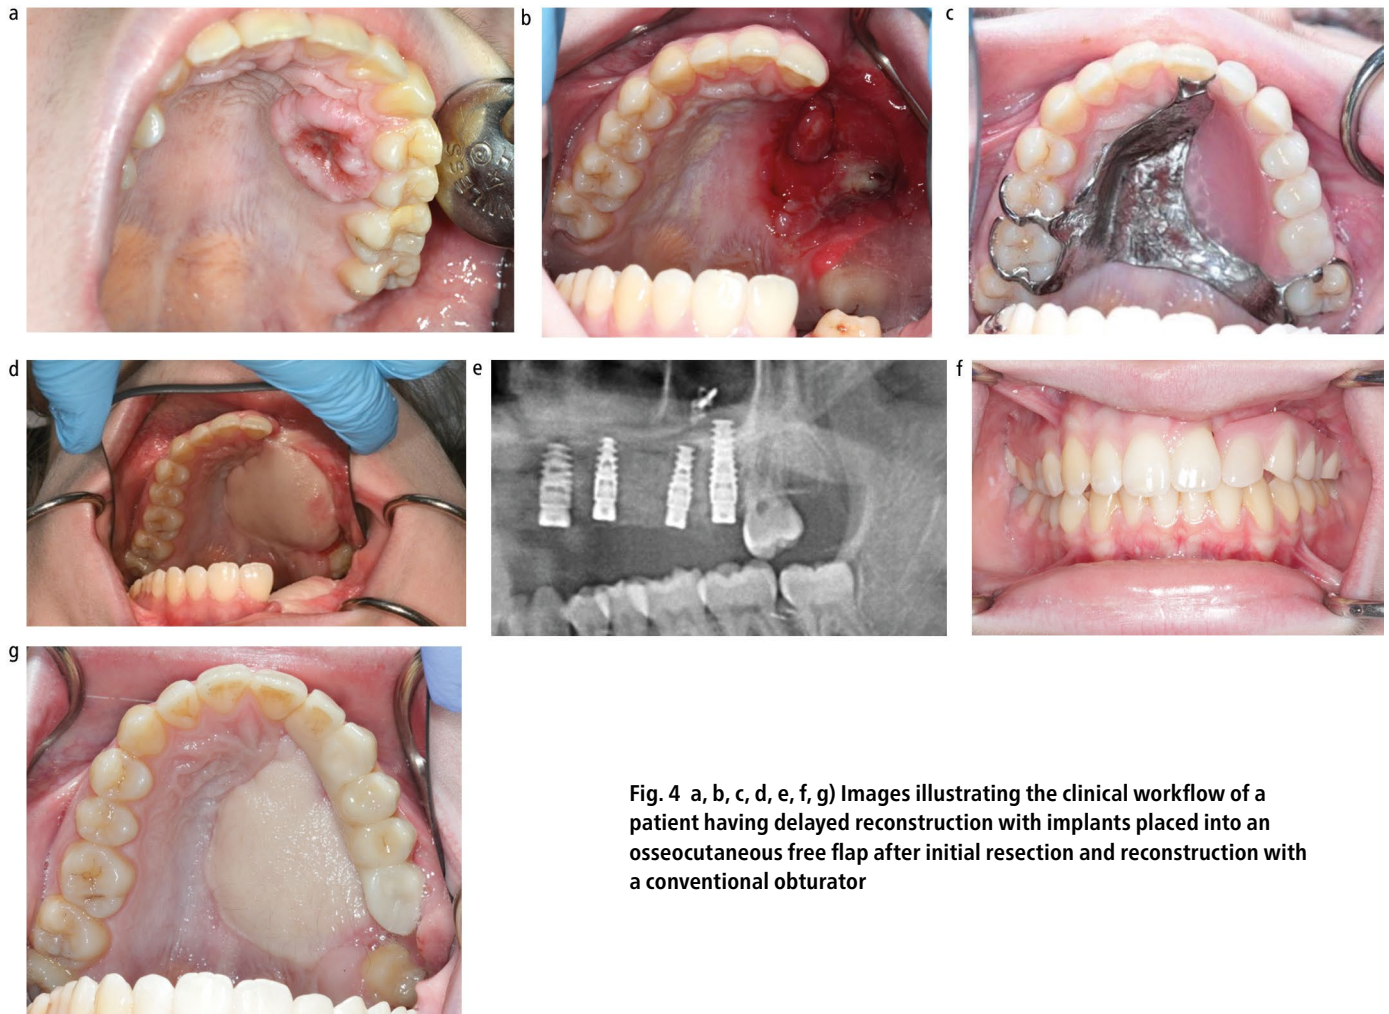 a
b
c
d
e
f
g
Fig. 4 a, b, c, d, e, f, g) Images illustrating the clinical workflow of a
patient having delayed reconstruction with implants placed into an
osseocutaneous free flap after initial resection and reconstruction with
a conventional obturator